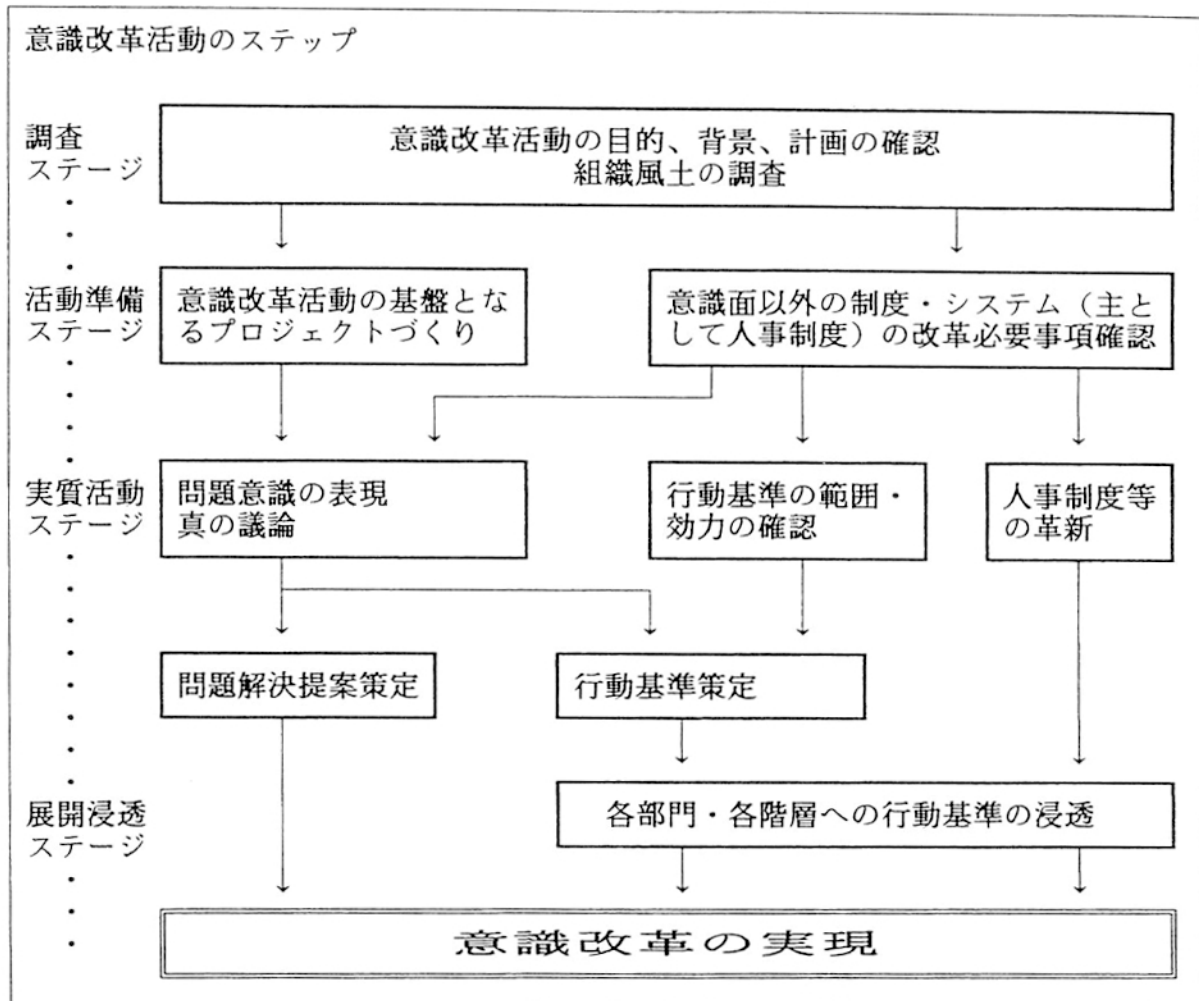 意識改革活動のステップ
調査
ステージ
意識改革活動の目的、背景、計画の確認
組織風土の調査
活動準備
ステージ
意識改革活動の基盤とな
るプロジェクトづくり
意識面以外の制度・システム（主と
して人事制度）の改革必要事項確認
実質活動
ステージ
問題意識の表現
真の議論
行動基準の範囲・
効力の確認
人事制度等
の革新
問題解決提案策定
行動基準策定
展開浸透
ステージ
各部門・各階層への行動基準の浸透
意識改革の実現